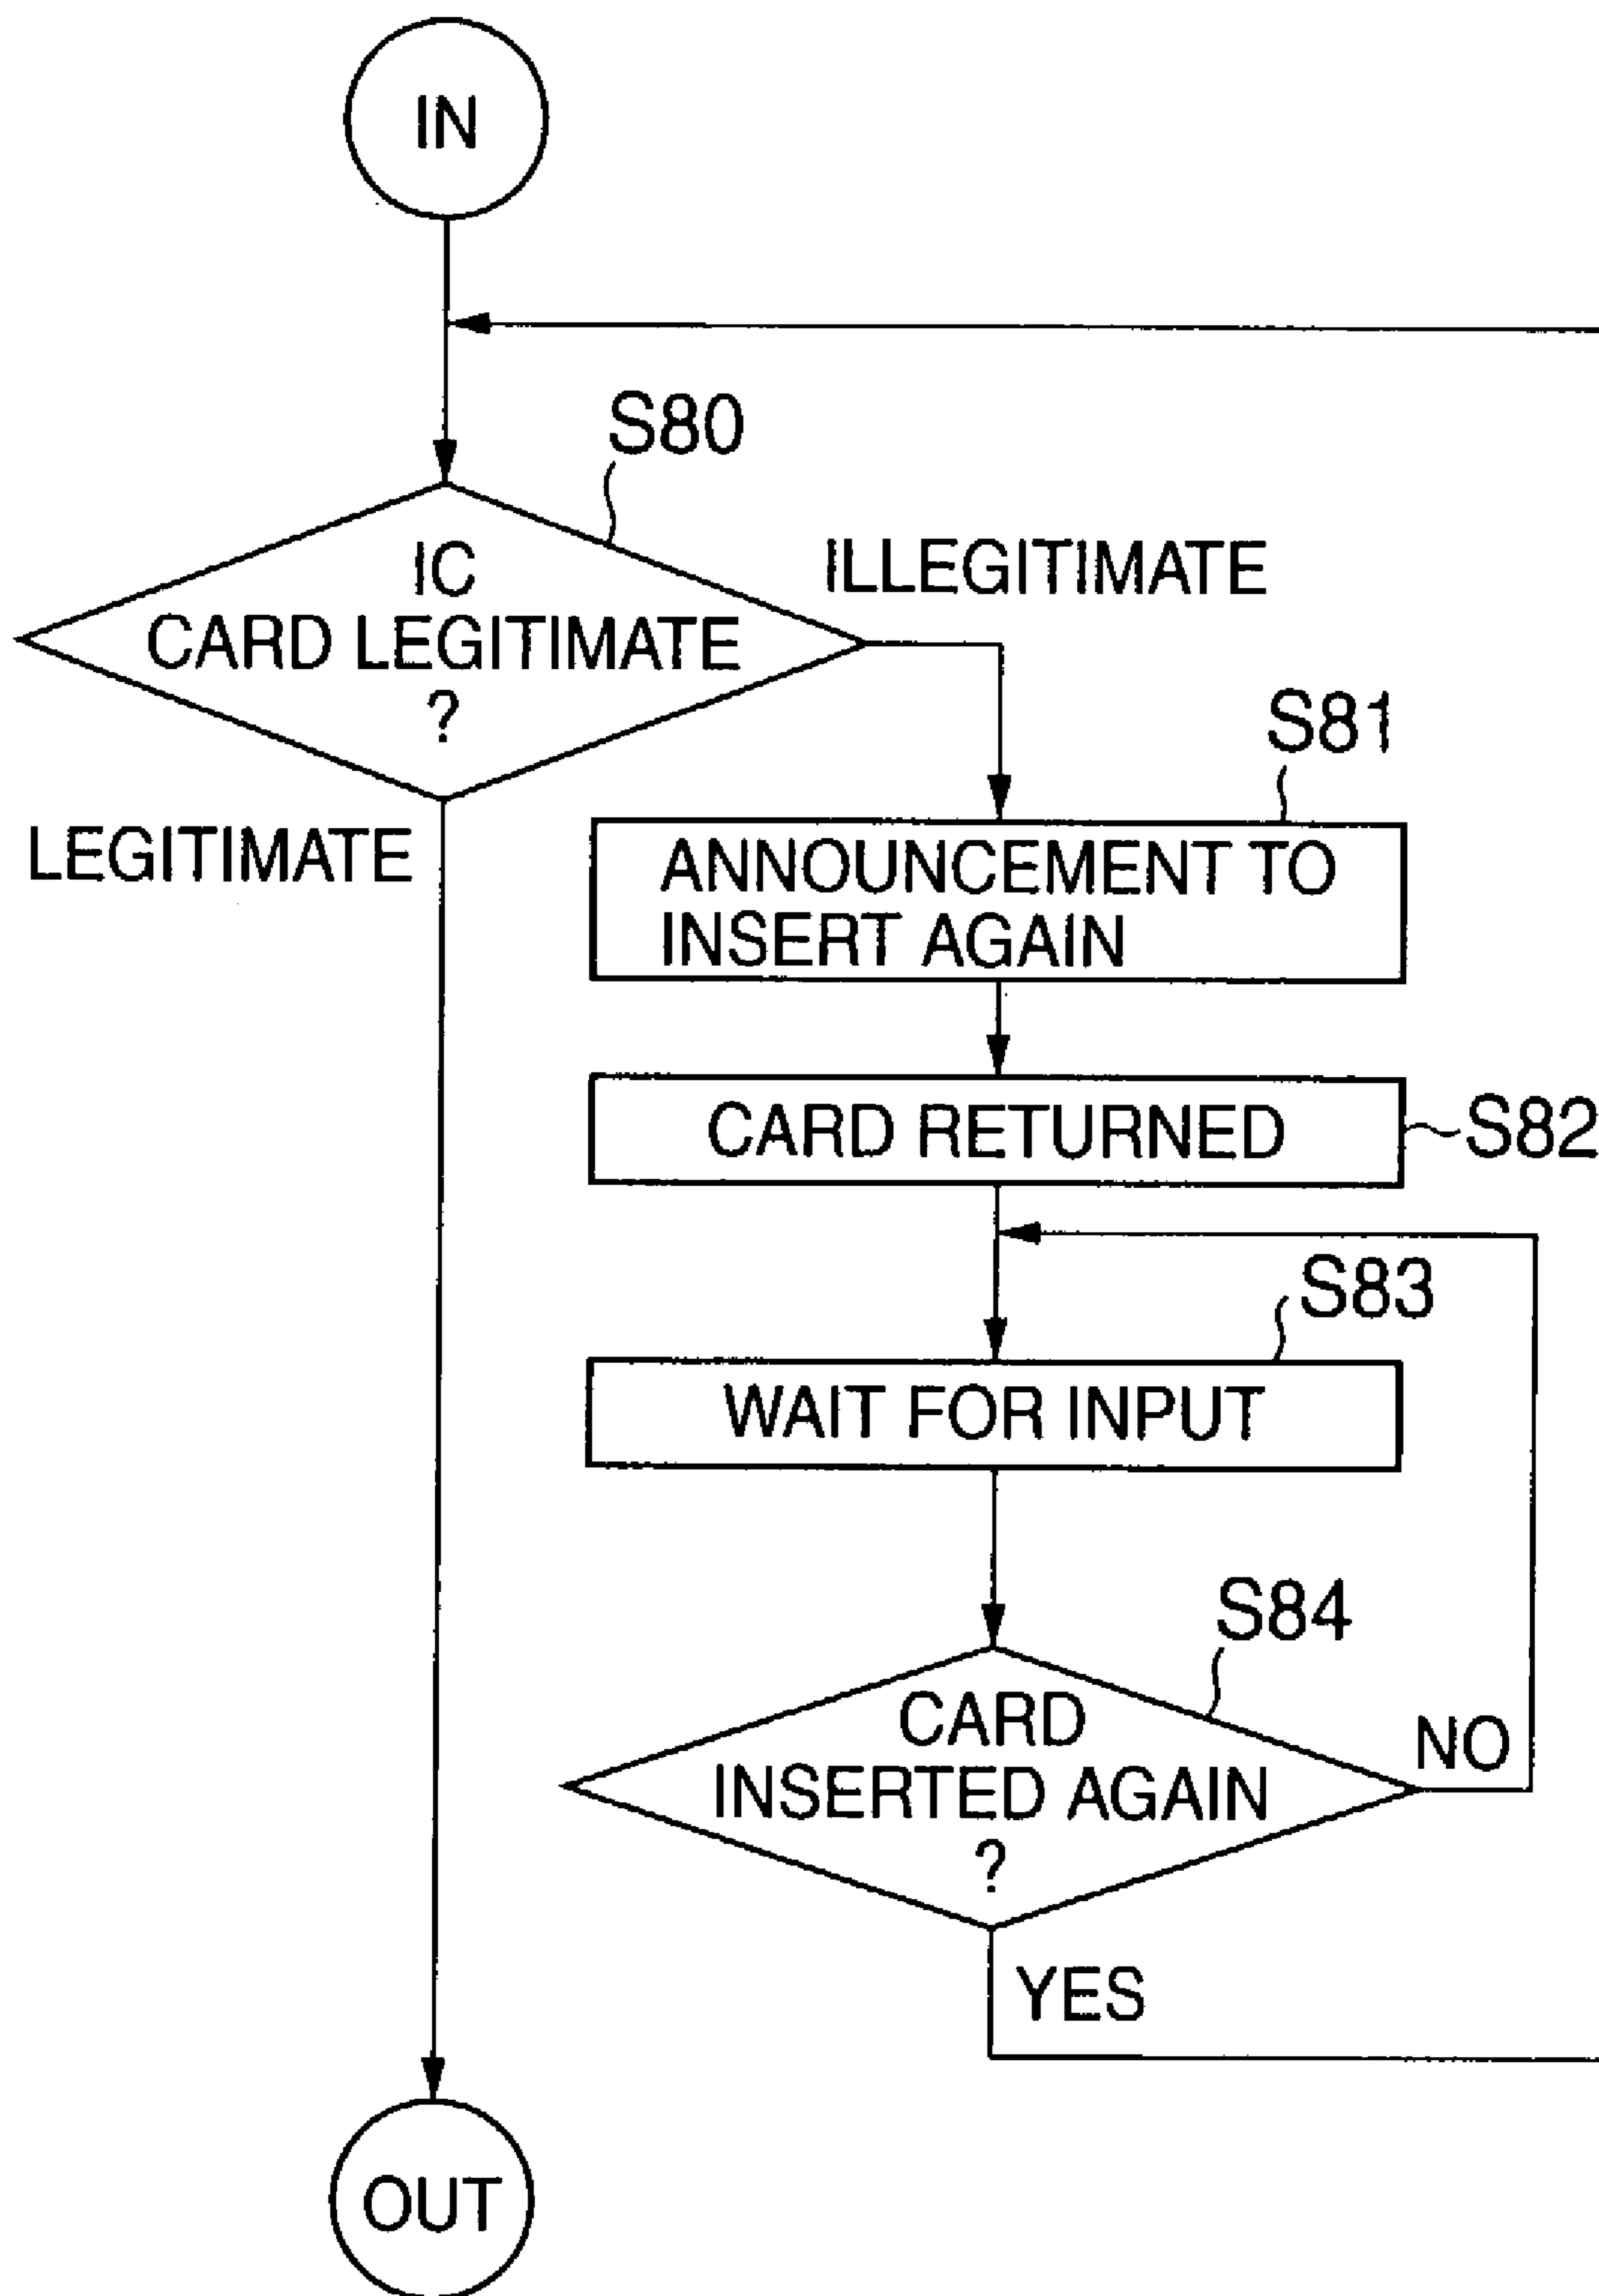 IN
S80
IC
CARD LEGITIMATE
?
ILLEGITIMATE
LEGITIMATE
S81
ANNOUNCEMENT TO
INSERT AGAIN
CARD RETURNED
S82
S83
WAIT FOR INPUT
S84
CARD
INSERTED AGAIN
?
NO
YES
OUT